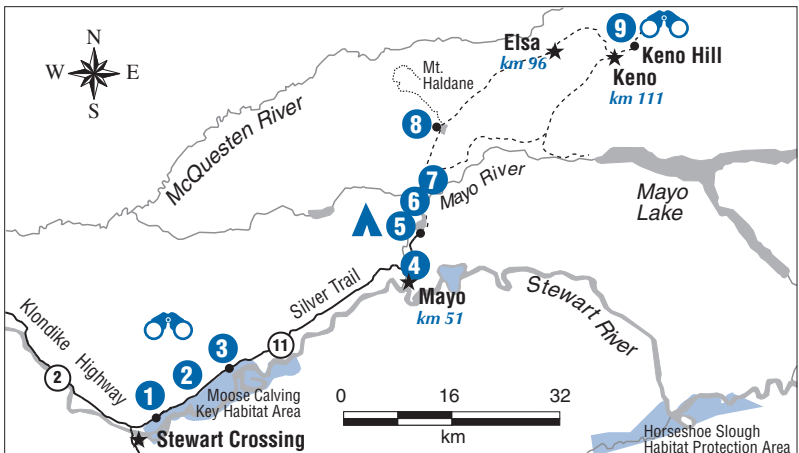 N
W
E
S
McQuesten River
Mt.
Haldane
Elsa
km 96
9
Keno Hill
Keno
km 111
8
7
6
5
Mayo River
Mayo
Lake
4
Mayo
km 51
Silver Trail
11
Stewart
River
Klondike
Highway
2
1
2
3
Moose Calving
Key Habitat Area
Stewart Crossing
0
16
32
km
Horseshoe Slough
Habitat Protection Area